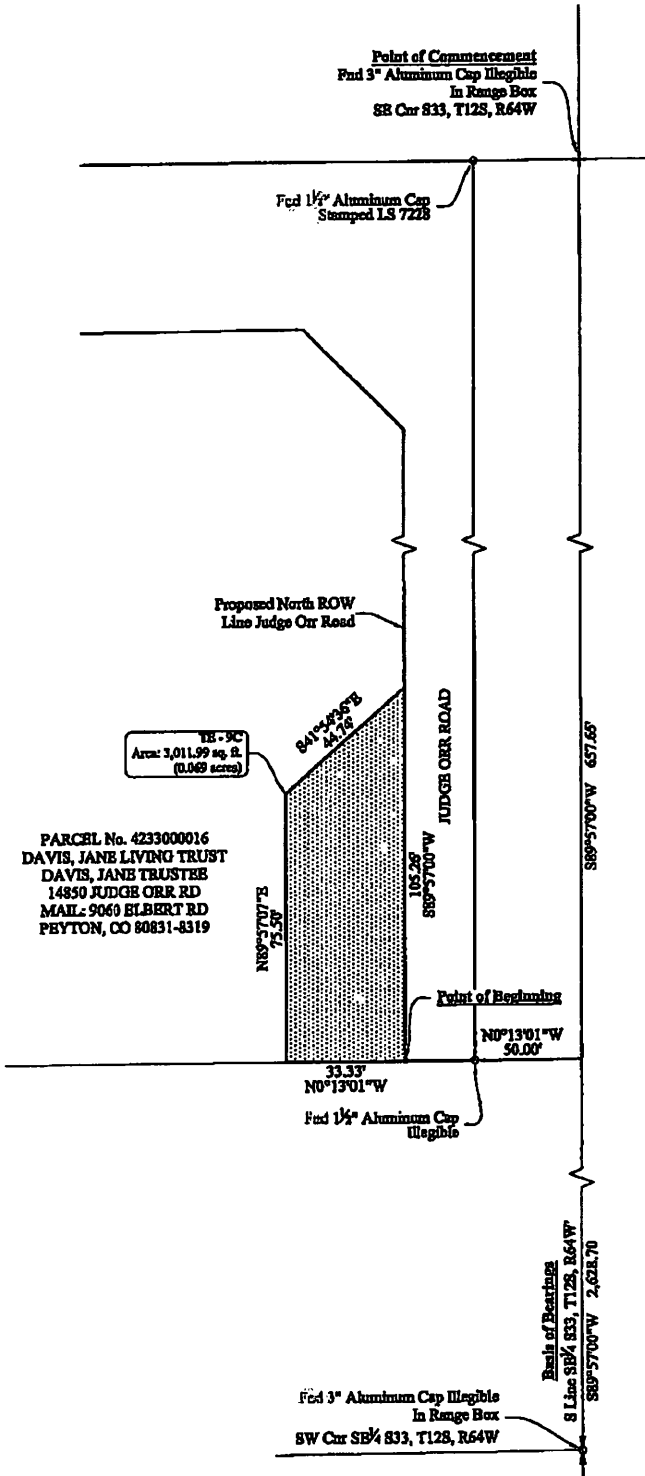 Point of Commencement
Fnd 3" Aluminum Cap Illegible
In Range Box
SE Cnr S33, T12S, R64W
Fnd 1½" Aluminum Cap
Stamped LS 7228
Proposed North ROW
Line Judge Orr Road
S41°54'36"E
44.74'
TE - 9C
Area: 3,011.99 sq. ft.
(0.069 acres)
JUDGE ORR ROAD
S89°57'00"W 657.66'
PARCEL No. 4233000016
DAVIS, JANE LIVING TRUST
DAVIS, JANE TRUSTEE
14850 JUDGE ORR RD
MAIL: 9060 ELBERT RD
PEYTON, CO 80831-8319
N89°57'07"E
75.50'
105.26'
S89°57'00"W
Point of Beginning
N0°13'01"W
50.00'
33.33'
N0°13'01"W
Fnd 1½" Aluminum Cap
Illegible
Basis of Bearings
S Line SE¼ S33, T12S, R64W
S89°57'00"W 2,628.70
Fnd 3" Aluminum Cap Illegible
In Range Box
SW Cnr SE¼ S33, T12S, R64W